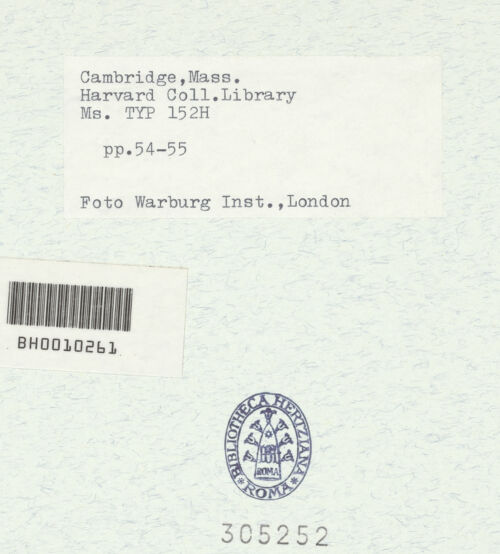 Cambridge,Mass.
Harvard Coll.Library
Ms. TYP 152H
pp.54-55
Foto Warburg Inst.,London
BH0010261
BIBLIOTHECA HERTZIANA
ROMA
ROMA
305252